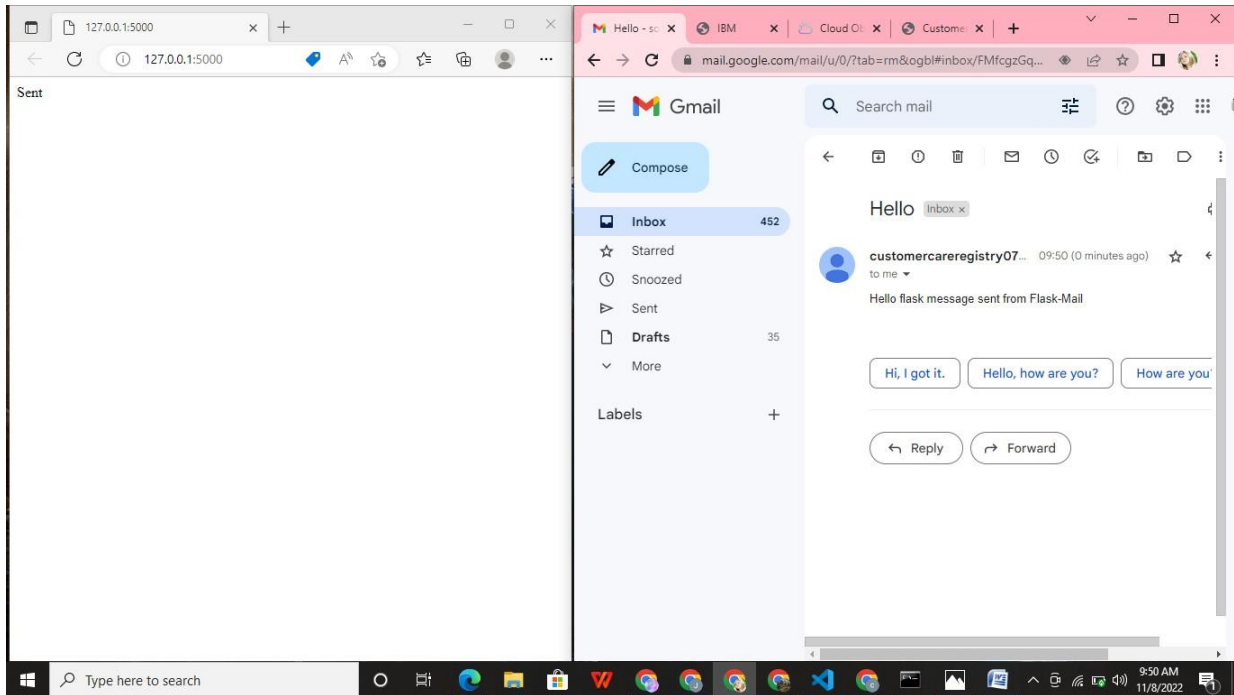 127.0.0.1:5000
127.0.0.1:5000
Sent
Hello - sc
IBM
Cloud Ob
Custome
mail.google.com/mail/u/0/?tab=rm&ogbl#inbox/FMfcgzGq...
Gmail
Search mail
Compose
Inbox 452
Starred
Snoozed
Sent
Drafts 35
More
Labels
Hello Inbox x
customercareregistry07... 09:50 (0 minutes ago)
to me
Hello flask message sent from Flask-Mail
Hi, I got it. Hello, how are you? How are you
Reply Forward
Type here to search
9:50 AM
11/8/2022